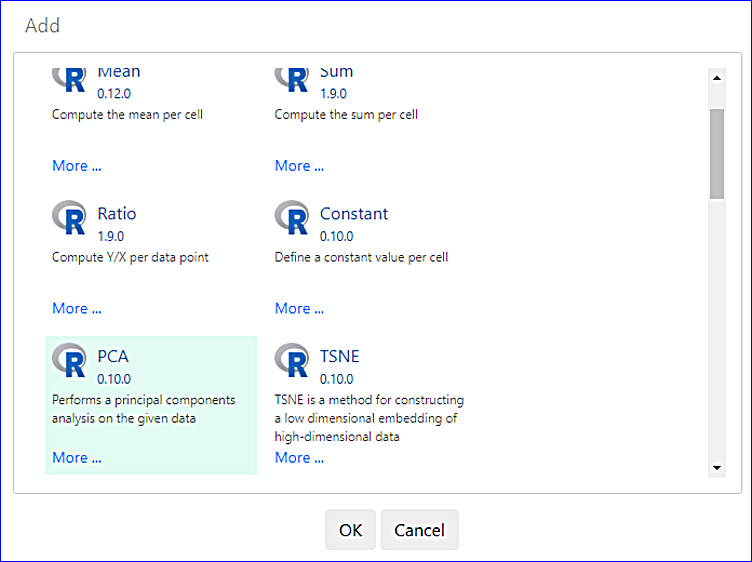 Add
Mean
0.12.0
Compute the mean per cell
More ...
Sum
1.9.0
Compute the sum per cell
More ...
R Ratio
1.9.0
Compute Y/X per data point
More ...
R Constant
0.10.0
Define a constant value per cell
More ...
R PCA
0.10.0
Performs a principal components
analysis on the given data
More ...
R TSNE
0.10.0
TSNE is a method for constructing
a low dimensional embedding of
high-dimensional data
More ...
OK
Cancel